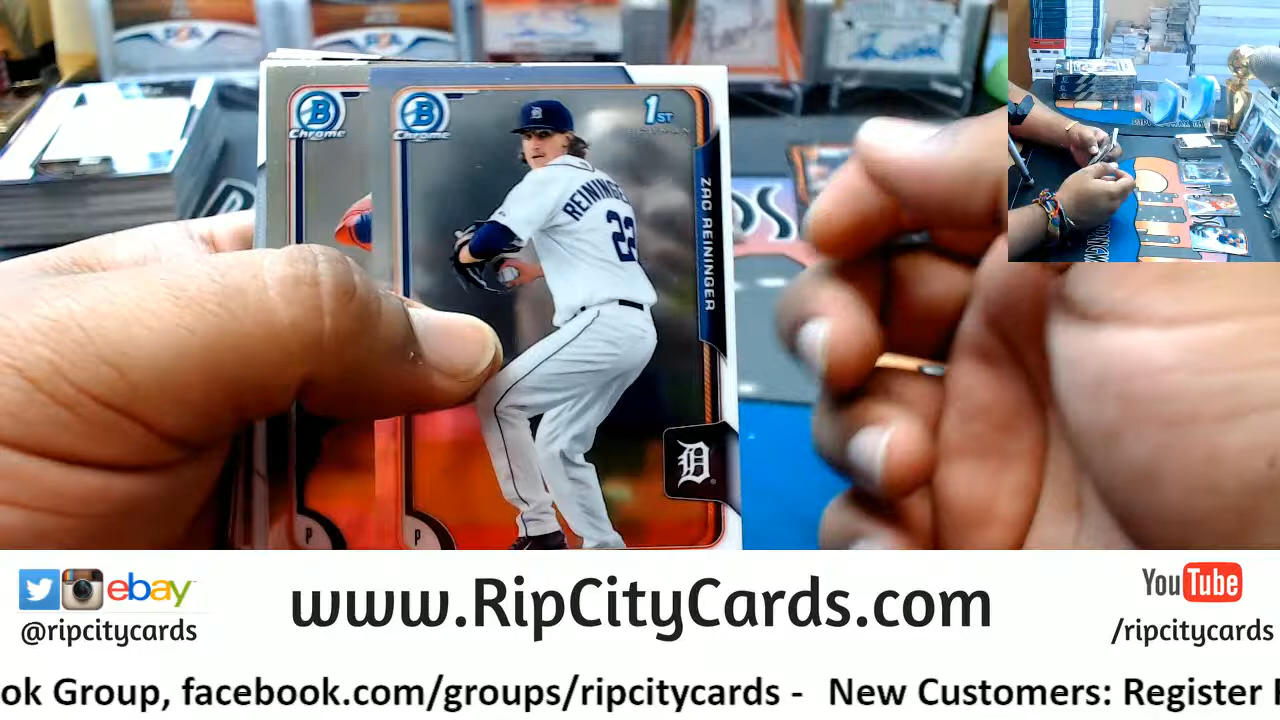 B
Chrome
B
Chrome
1ST
BOWMAN
ZAC REININGER
REININGER
22
D
D
P
P
ebay
@ripcitycards
www.RipCityCards.com
YouTube
/ripcitycards
ok Group, facebook.com/groups/ripcitycards - New Customers: Register